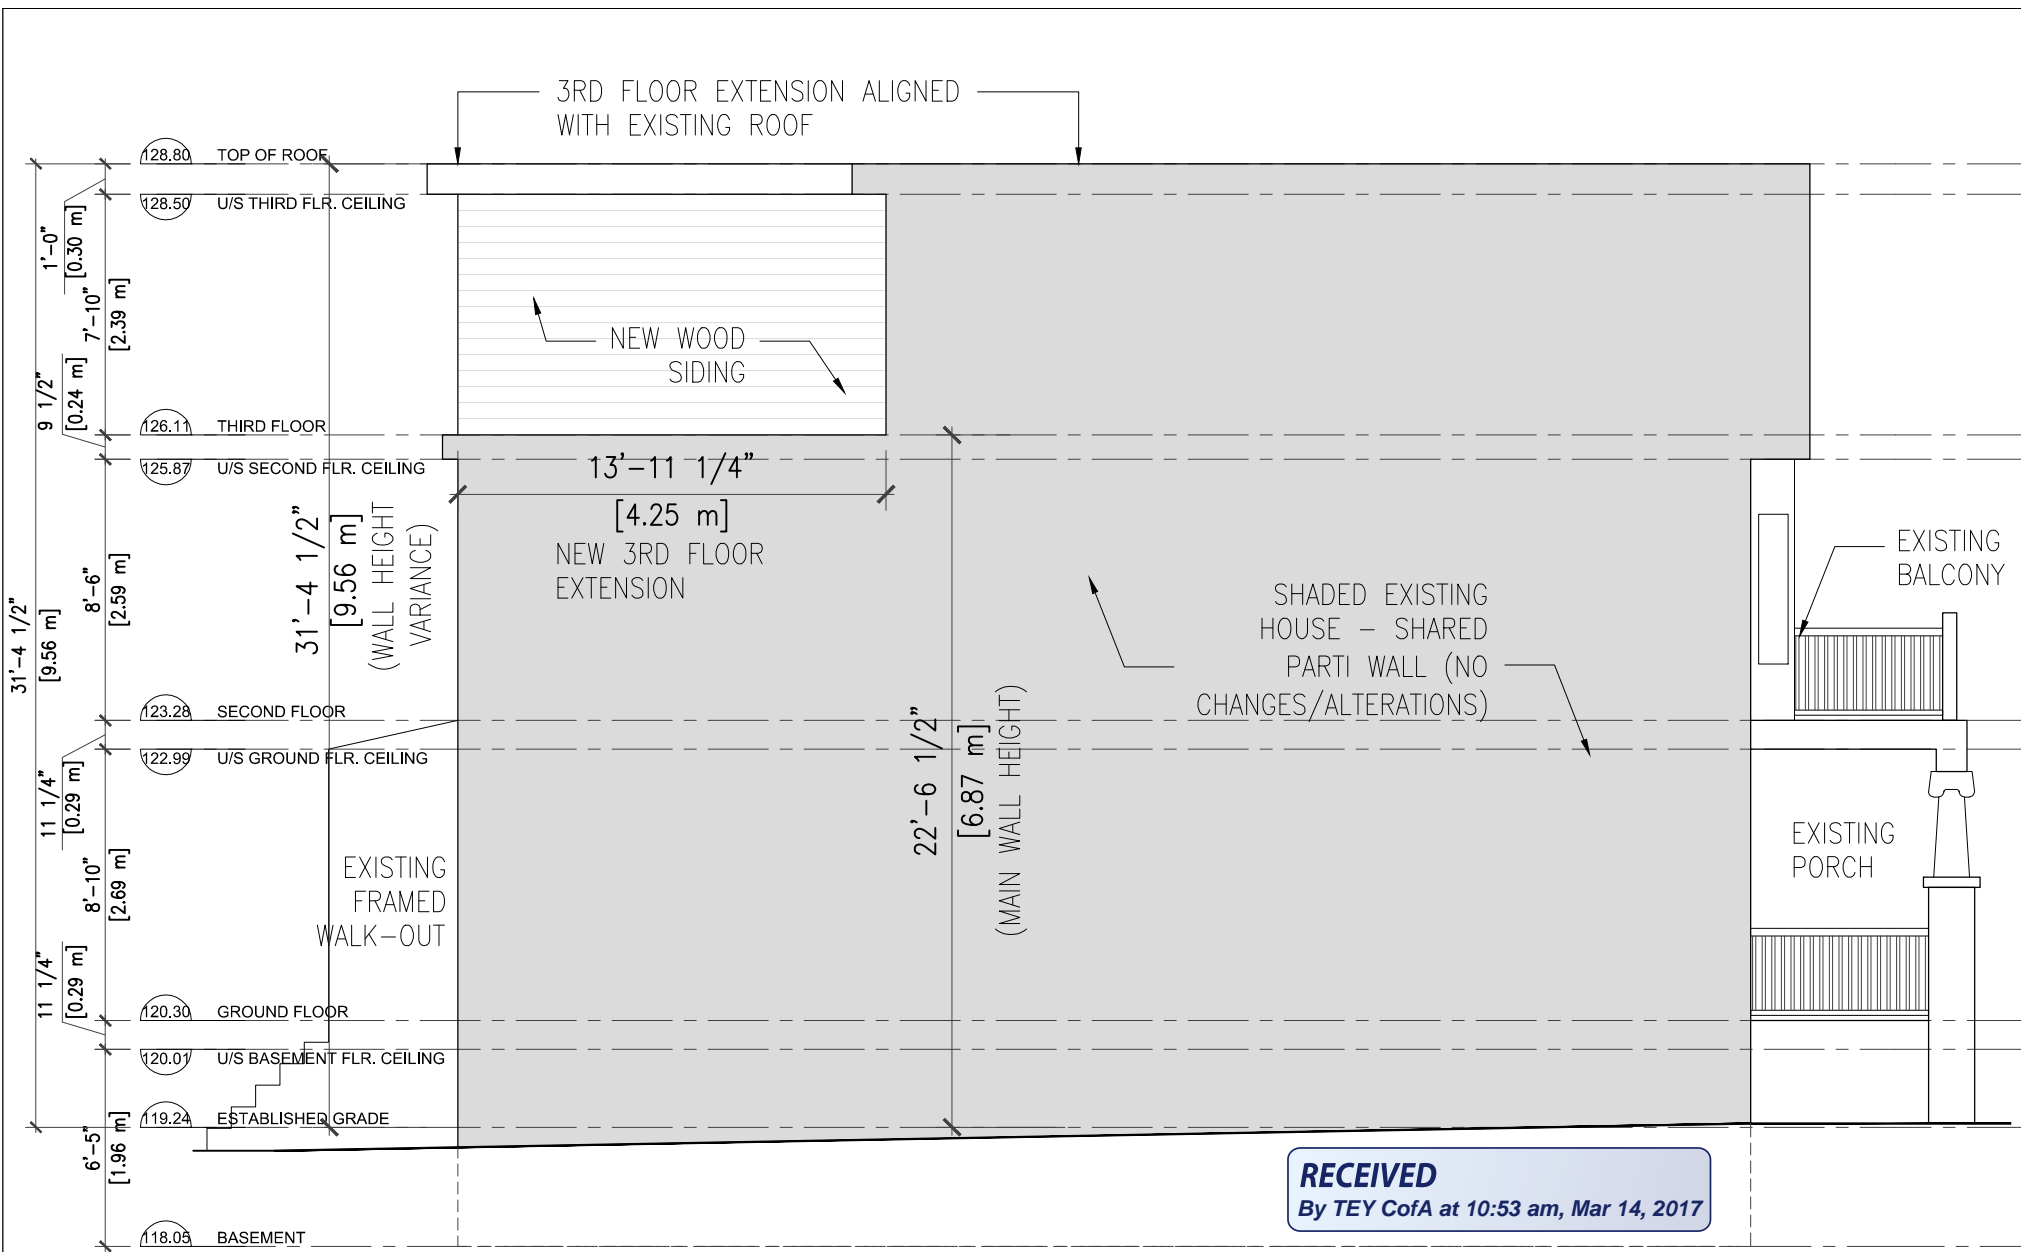 3RD FLOOR EXTENSION ALIGNED
WITH EXISTING ROOF
128.80 TOP OF ROOF
128.50 U/S THIRD FLR. CEILING
1'-0"
[0.30 m]
7'-10"
[2.39 m]
NEW WOOD
SIDING
9 1/2"
[0.24 m]
126.11 THIRD FLOOR
125.87 U/S SECOND FLR. CEILING
13'-11 1/4"
[4.25 m]
NEW 3RD FLOOR
EXTENSION
31'-4 1/2"
[9.56 m]
(WALL HEIGHT
VARIANCE)
8'-6"
[2.59 m]
31'-4 1/2"
[9.56 m]
EXISTING
BALCONY
SHADED EXISTING
HOUSE - SHARED
PARTI WALL (NO
CHANGES/ALTERATIONS)
123.28 SECOND FLOOR
122.99 U/S GROUND FLR. CEILING
22'-6 1/2"
[6.87 m]
(MAIN WALL HEIGHT)
11 1/4"
[0.29 m]
8'-10"
[2.69 m]
EXISTING
FRAMED
WALK-OUT
EXISTING
PORCH
11 1/4"
[0.29 m]
120.30 GROUND FLOOR
120.01 U/S BASEMENT FLR. CEILING
119.24 ESTABLISHED GRADE
6'-5"
[1.96 m]
118.05 BASEMENT
RECEIVED
By TEY CofA at 10:53 am, Mar 14, 2017